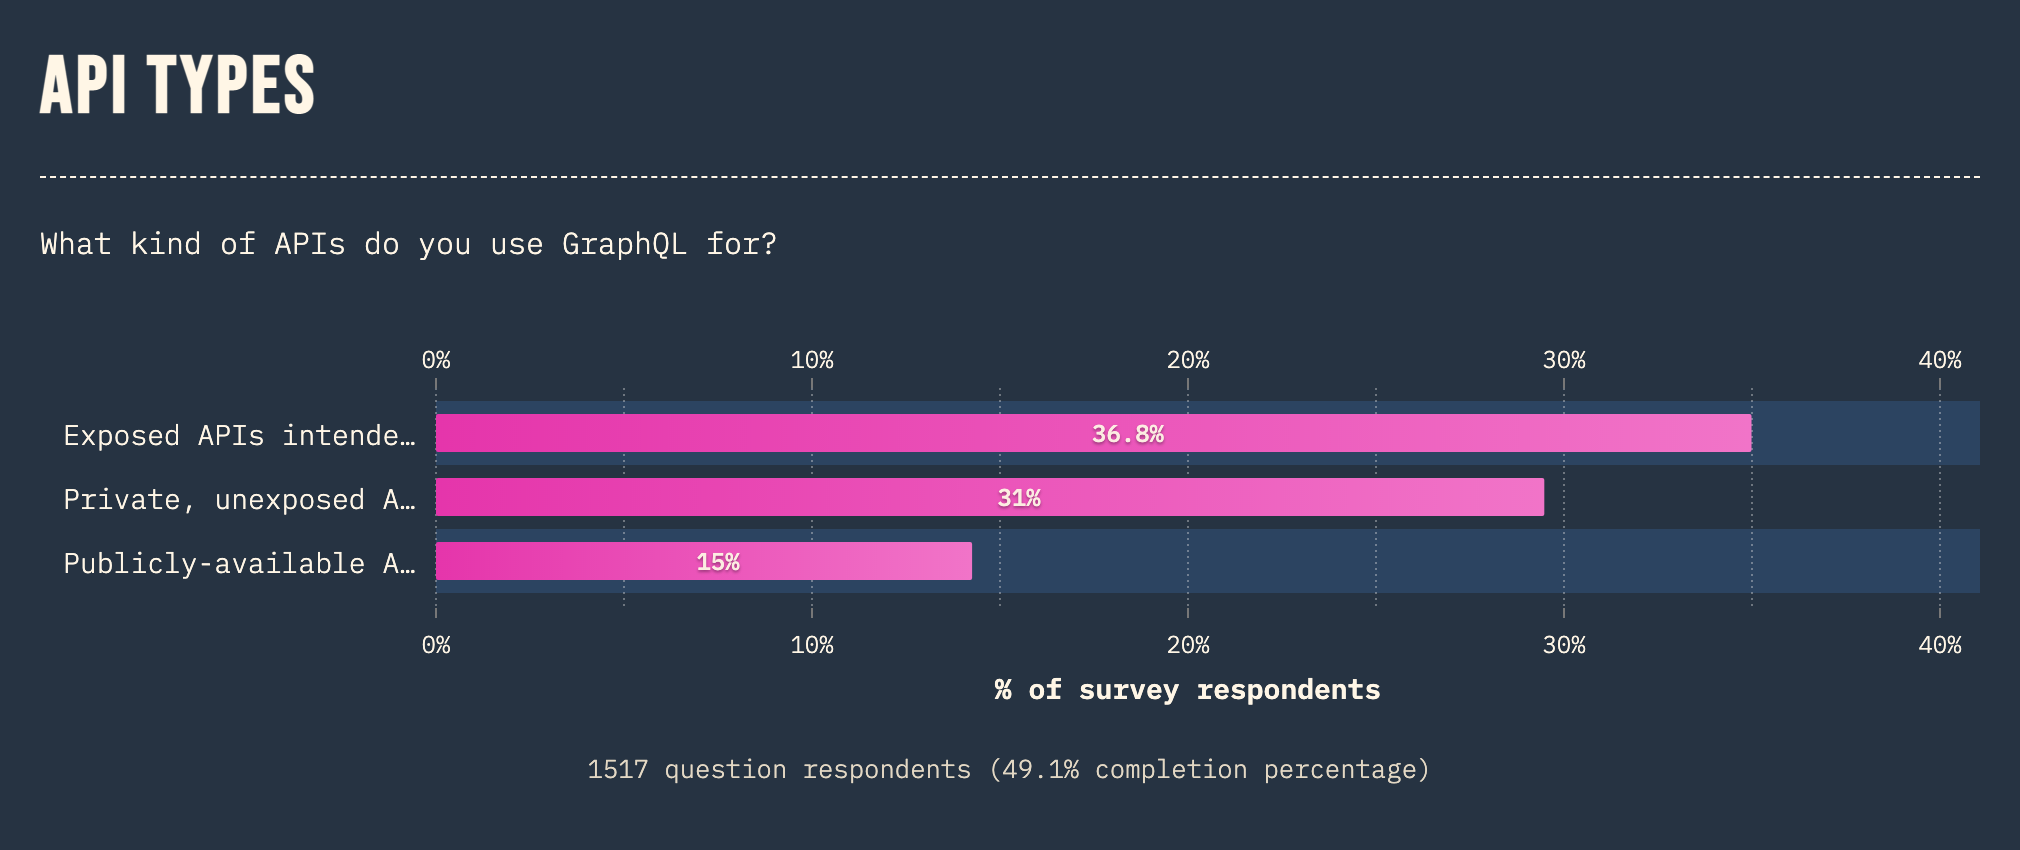 API TYPES
What kind of APIs do you use GraphQL for?
0% 10% 20% 30% 40%
Exposed APIs intende… 36.8%
Private, unexposed A… 31%
Publicly-available A… 15%
0% 10% 20% 30% 40%
% of survey respondents
1517 question respondents (49.1% completion percentage)